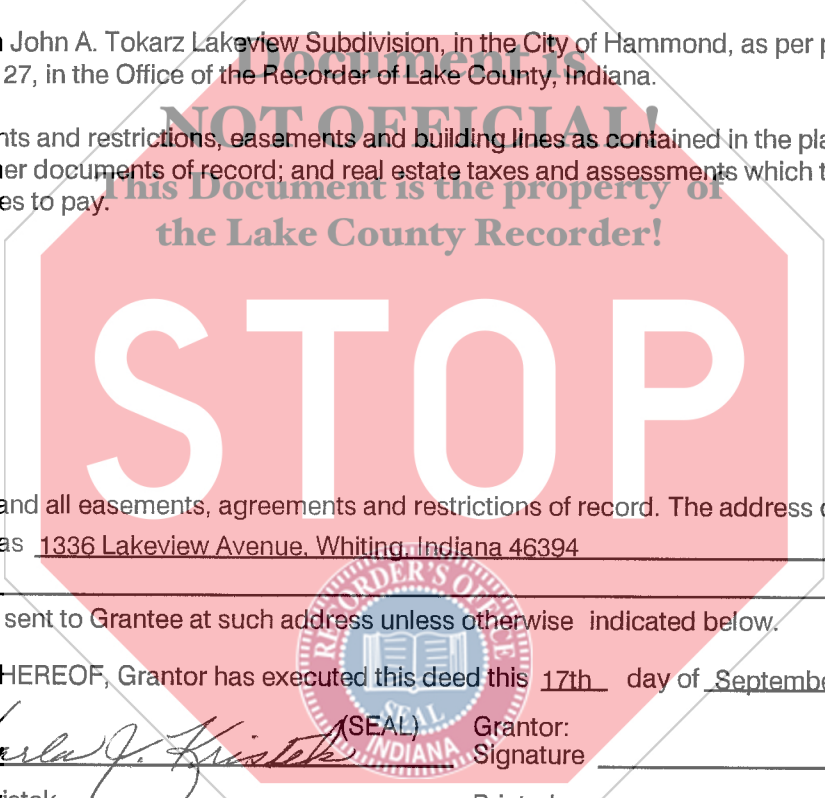 John A. Tokarz Lakeview Subdivision, in the City of Hammond, as per p
27, in the Office of the Recorder of Lake County, Indiana.
Document is
NOT OFFICIAL!
nts and restrictions, easements and building lines as contained in the pla
er documents of record; and real estate taxes and assessments which t
This Document is the property of
es to pay.
the Lake County Recorder!
STOP
and all easements, agreements and restrictions of record. The address o
as 1336 Lakeview Avenue, Whiting, Indiana 46394
sent to Grantee at such address unless otherwise indicated below.
RECORDER'S OFFICE
SEAL
INDIANA
HEREOF, Grantor has executed this deed this 17th day of Septembe
arla J. Kristek (SEAL) Grantor:
Signature
istek